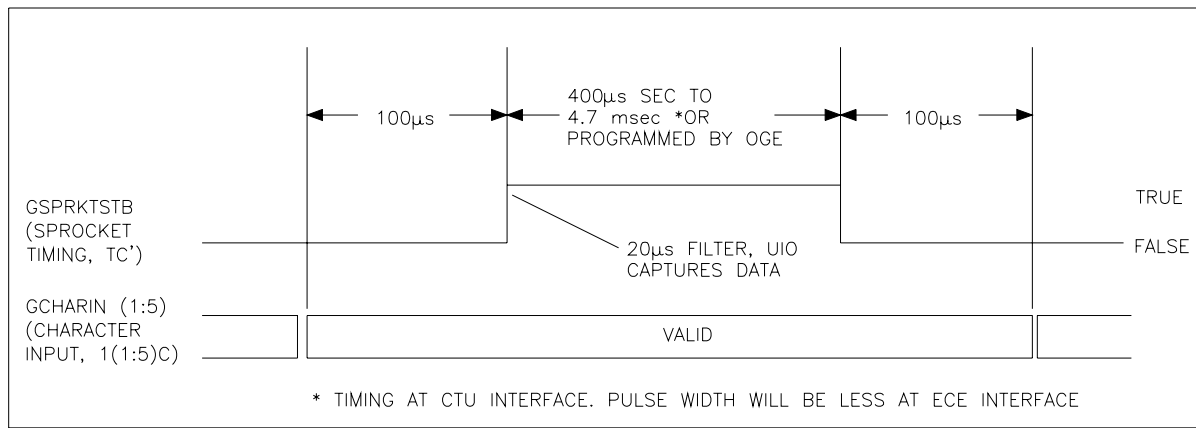 400μs SEC TO
4.7 msec *OR
PROGRAMMED BY OGE
100μs
100μs
GSPRKTSTB
(SPROCKET
TIMING, TC')
TRUE
FALSE
20μs FILTER, UIO
CAPTURES DATA
GCHARIN (1:5)
(CHARACTER
INPUT, 1(1:5)C)
VALID
* TIMING AT CTU INTERFACE. PULSE WIDTH WILL BE LESS AT ECE INTERFACE